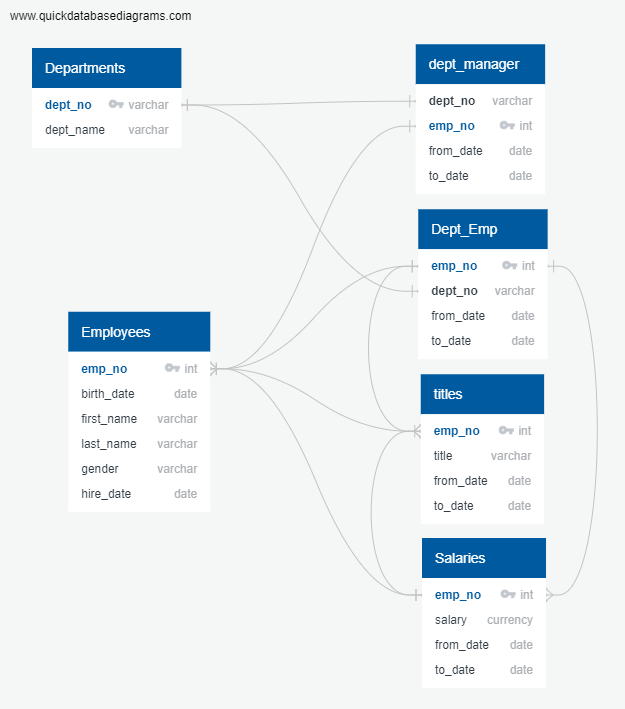 www.quickdatabasediagrams.com
Departments
dept_no varchar
dept_name varchar
dept_manager
dept_no varchar
emp_no int
from_date date
to_date date
Dept_Emp
emp_no int
dept_no varchar
from_date date
to_date date
Employees
emp_no int
birth_date date
first_name varchar
last_name varchar
gender varchar
hire_date date
titles
emp_no int
title varchar
from_date date
to_date date
Salaries
emp_no int
salary currency
from_date date
to_date date